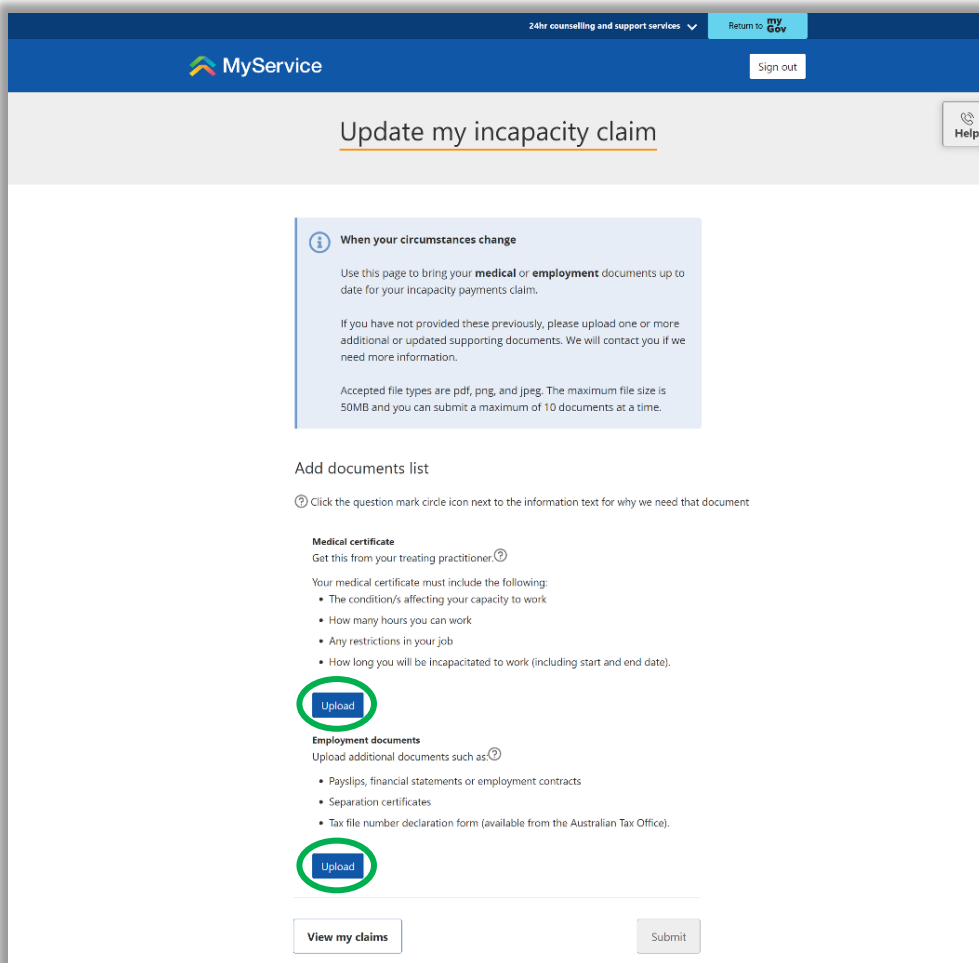 24hr counselling and support services
Return to my Gov
MyService
Sign out
Update my incapacity claim
Help
When your circumstances change
Use this page to bring your medical or employment documents up to
date for your incapacity payments claim.
If you have not provided these previously, please upload one or more
additional or updated supporting documents. We will contact you if we
need more information.
Accepted file types are pdf, png, and jpeg. The maximum file size is
50MB and you can submit a maximum of 10 documents at a time.
Add documents list
Click the question mark circle icon next to the information text for why we need that document
Medical certificate
Get this from your treating practitioner.
Your medical certificate must include the following:
• The condition/s affecting your capacity to work
• How many hours you can work
• Any restrictions in your job
• How long you will be incapacitated to work (including start and end date).
Upload
Employment documents
Upload additional documents such as:
• Payslips, financial statements or employment contracts
• Separation certificates
• Tax file number declaration form (available from the Australian Tax Office).
Upload
View my claims
Submit